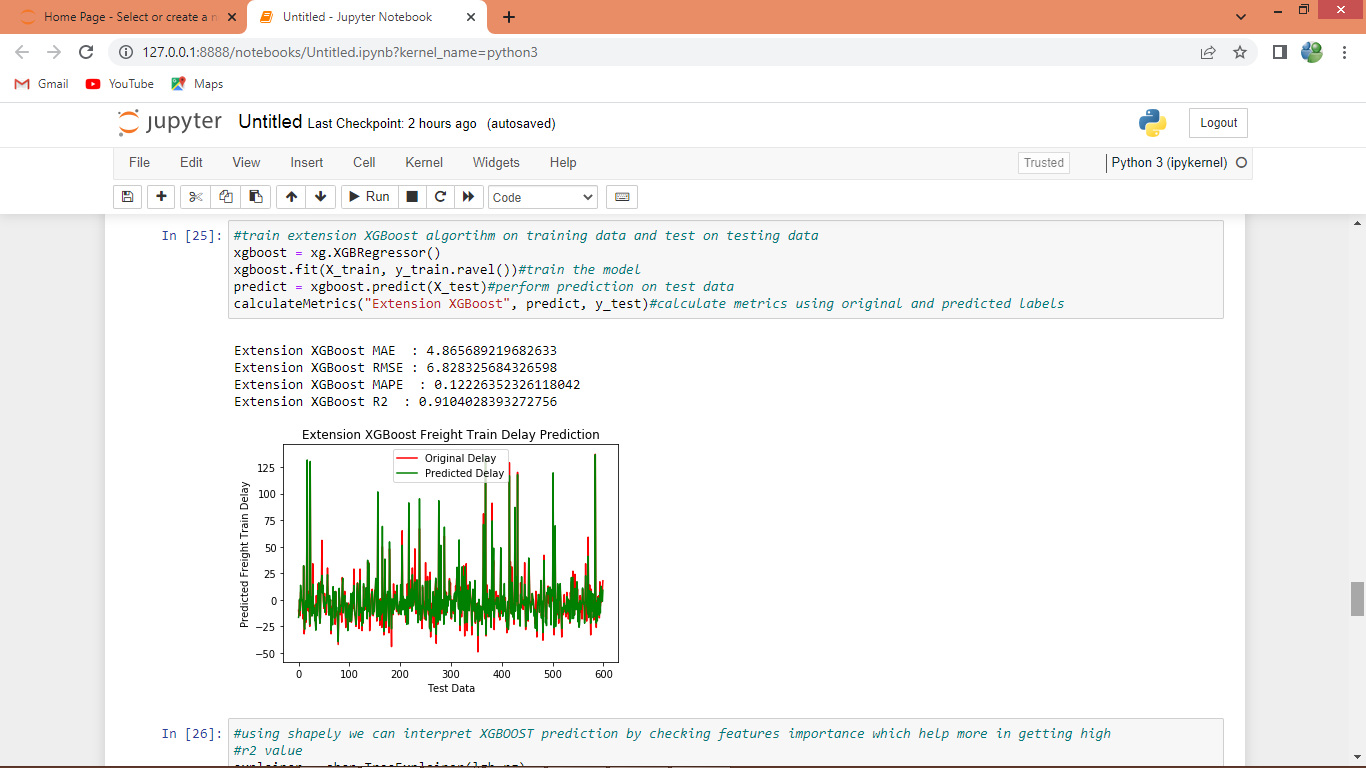 Home Page - Select or create a n
Untitled - Jupyter Notebook
127.0.0.1:8888/notebooks/Untitled.ipynb?kernel_name=python3
Gmail YouTube Maps
jupyter Untitled Last Checkpoint: 2 hours ago (autosaved)
Logout
File Edit View Insert Cell Kernel Widgets Help
Trusted
Python 3 (ipykernel)
Run
Code
In [25]:
#train extension XGBoost algortihm on training data and test on testing data
xgboost = xg.XGBRegressor()
xgboost.fit(X_train, y_train.ravel())#train the model
predict = xgboost.predict(X_test)#perform prediction on test data
calculateMetrics("Extension XGBoost", predict, y_test)#calculate metrics using original and predicted labels
Extension XGBoost MAE  : 4.865689219682633
Extension XGBoost RMSE : 6.828325684326598
Extension XGBoost MAPE  : 0.12226352326118042
Extension XGBoost R2  : 0.9104028393272756
Extension XGBoost Freight Train Delay Prediction
Original Delay
Predicted Delay
Predicted Freight Train Delay
125
100
75
50
25
0
−25
−50
0 100 200 300 400 500 600
Test Data
In [26]:
#using shapely we can interpret XGBOOST prediction by checking features importance which help more in getting high
#r2 value